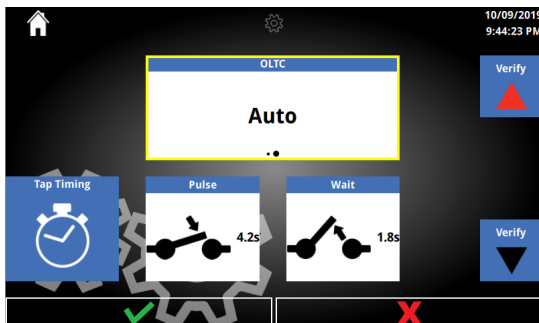 10/09/2019
9:44:23 PM
OLTC
Auto
Verify
Tap Timing
Pulse
4.2s
Wait
1.8s
Verify